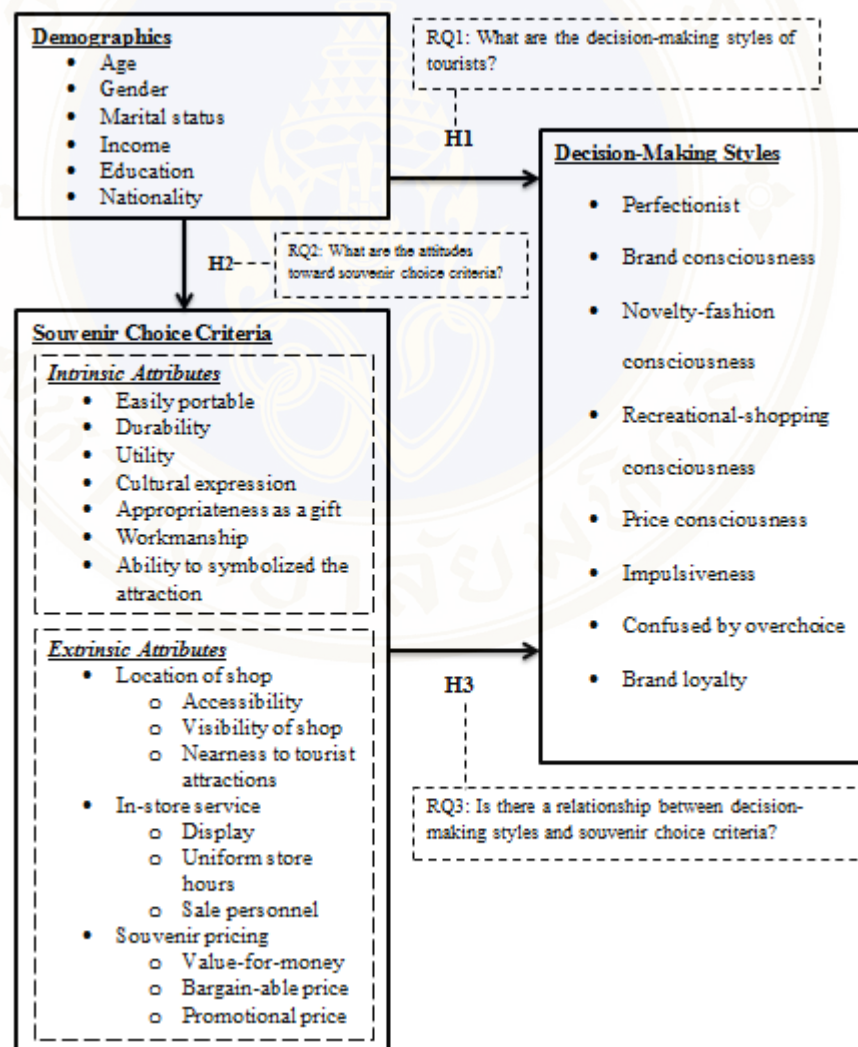 Demographics
• Age
• Gender
• Marital status
• Income
• Education
• Nationality
RQ1: What are the decision-making styles of
tourists?
H1
H2
RQ2: What are the attitudes
toward souvenir choice criteria?
Decision-Making Styles
• Perfectionist
• Brand consciousness
• Novelty-fashion
consciousness
• Recreational-shopping
consciousness
• Price consciousness
• Impulsiveness
• Confused by overchoice
• Brand loyalty
Souvenir Choice Criteria
Intrinsic Attributes
• Easily portable
• Durability
• Utility
• Cultural expression
• Appropriateness as a gift
• Workmanship
• Ability to symbolized the
attraction
Extrinsic Attributes
• Location of shop
o Accessibility
o Visibility of shop
o Nearness to tourist
attractions
• In-store service
o Display
o Uniform store
hours
o Sale personnel
• Souvenir pricing
o Value-for-money
o Bargain-able price
o Promotional price
H3
RQ3: Is there a relationship between decision-
making styles and souvenir choice criteria?